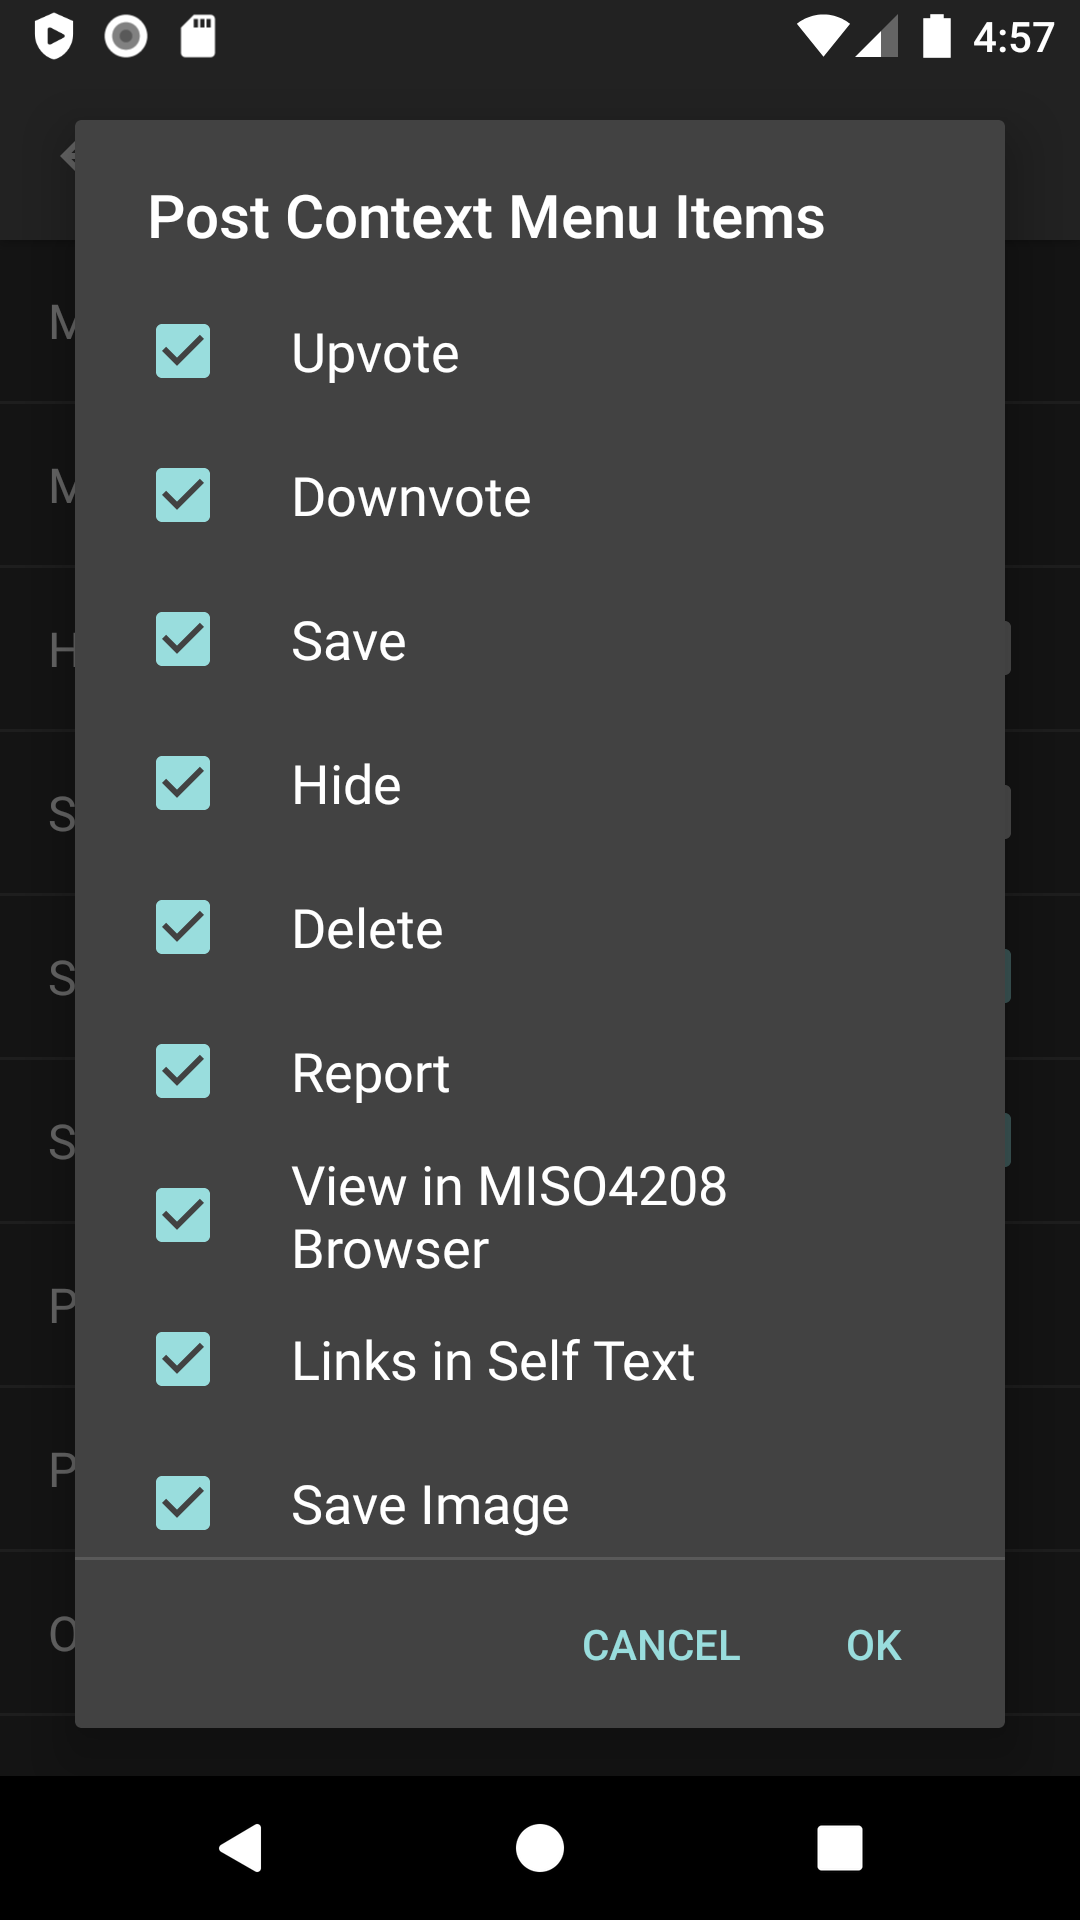 4:57
Post Context Menu Items
M
Upvote
M
Downvote
H
Save
S
Hide
S
Delete
S
Report
View in MISO4208
Browser
P
Links in Self Text
P
Save Image
O
CANCEL OK